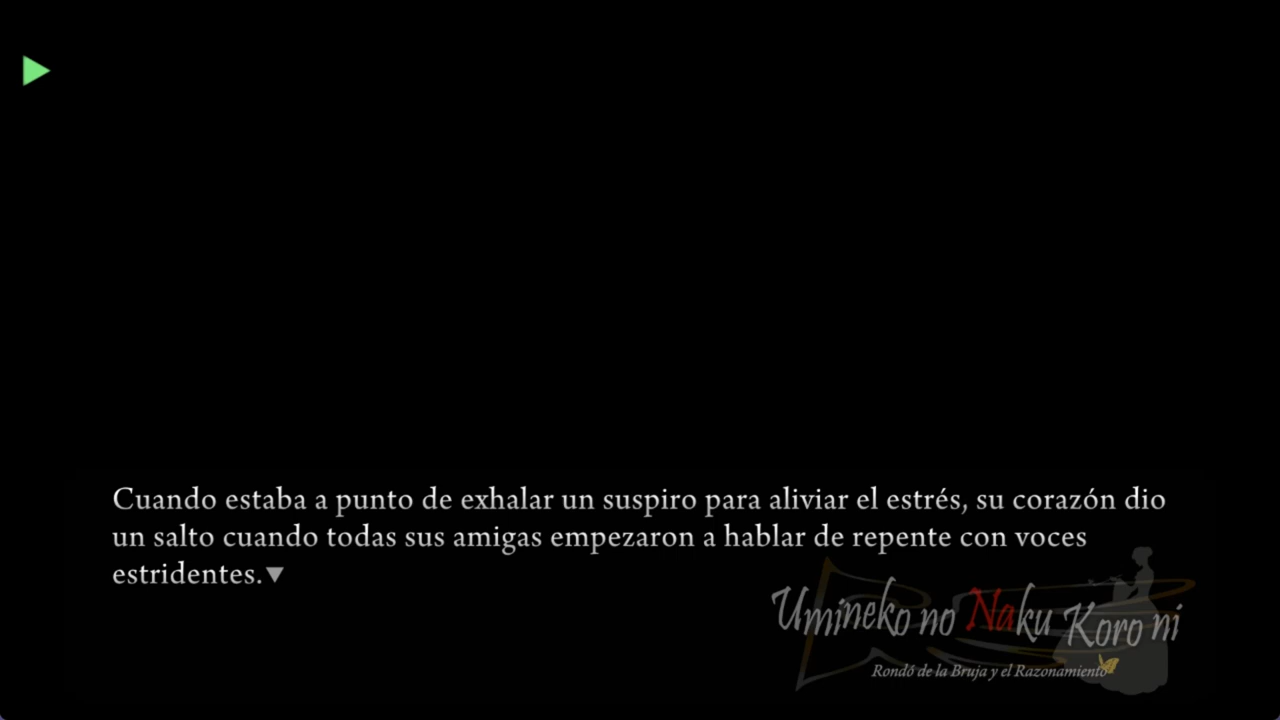 Cuando estaba a punto de exhalar un suspiro para aliviar el estrés, su corazón dio
un salto cuando todas sus amigas empezaron a hablar de repente con voces
estridentes.
Umineko no Naku Koro ni
Rondó de la Bruja y el Razonamiento